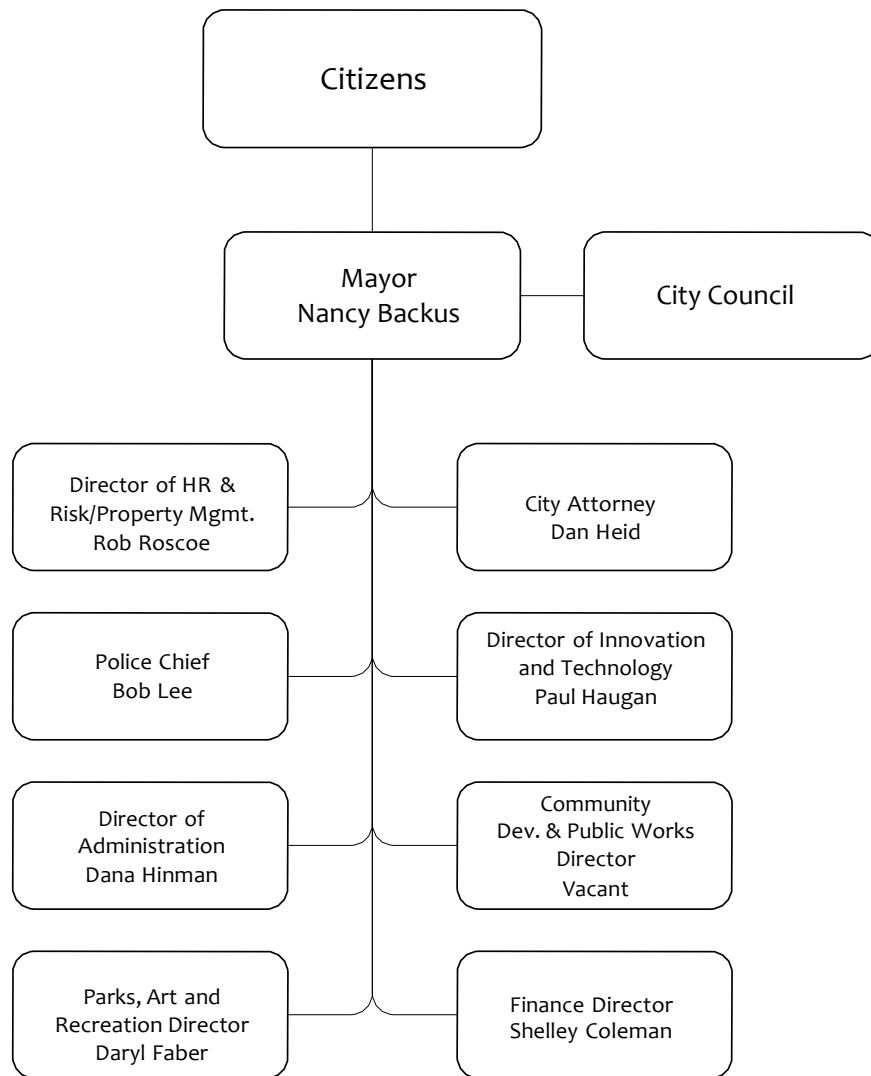 Citizens
Mayor
Nancy Backus
City Council
Director of HR &
Risk/Property Mgmt.
Rob Roscoe
City Attorney
Dan Heid
Police Chief
Bob Lee
Director of Innovation
and Technology
Paul Haugan
Director of
Administration
Dana Hinman
Community
Dev. & Public Works
Director
Vacant
Parks, Art and
Recreation Director
Daryl Faber
Finance Director
Shelley Coleman